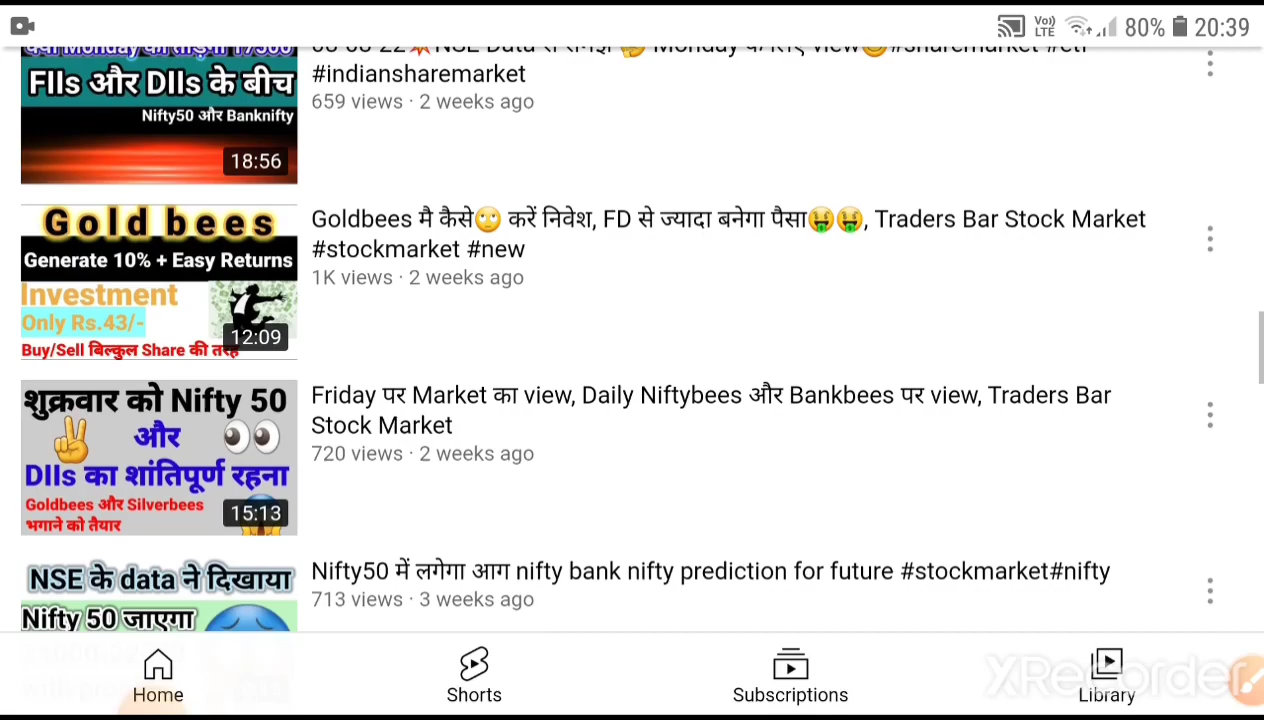 80% 20:39
FIIs और DIIs के बीच
Nifty50 और Banknifty
18:56
#indiansharemarket
659 views · 2 weeks ago
Gold bees
Generate 10% + Easy Returns
Investment
Only Rs.43/-
Buy/Sell बिल्कुल Share की तरह
12:09
Goldbees मै कैसे🙄 करें निवेश, FD से ज्यादा बनेगा पैसा🤑🤑, Traders Bar Stock Market
#stockmarket #new
1K views · 2 weeks ago
शुक्रवार को Nifty 50
और
DIIs का शांतिपूर्ण रहना
Goldbees और Silverbees
भगाने को तैयार
15:13
Friday पर Market का view, Daily Niftybees और Bankbees पर view, Traders Bar
Stock Market
720 views · 2 weeks ago
NSE के data ने दिखाया
Nifty 50 जाएगा
Nifty50 में लगेगा आग nifty bank nifty prediction for future #stockmarket#nifty
713 views · 3 weeks ago
Home
Shorts
Subscriptions
Library
XRecorder